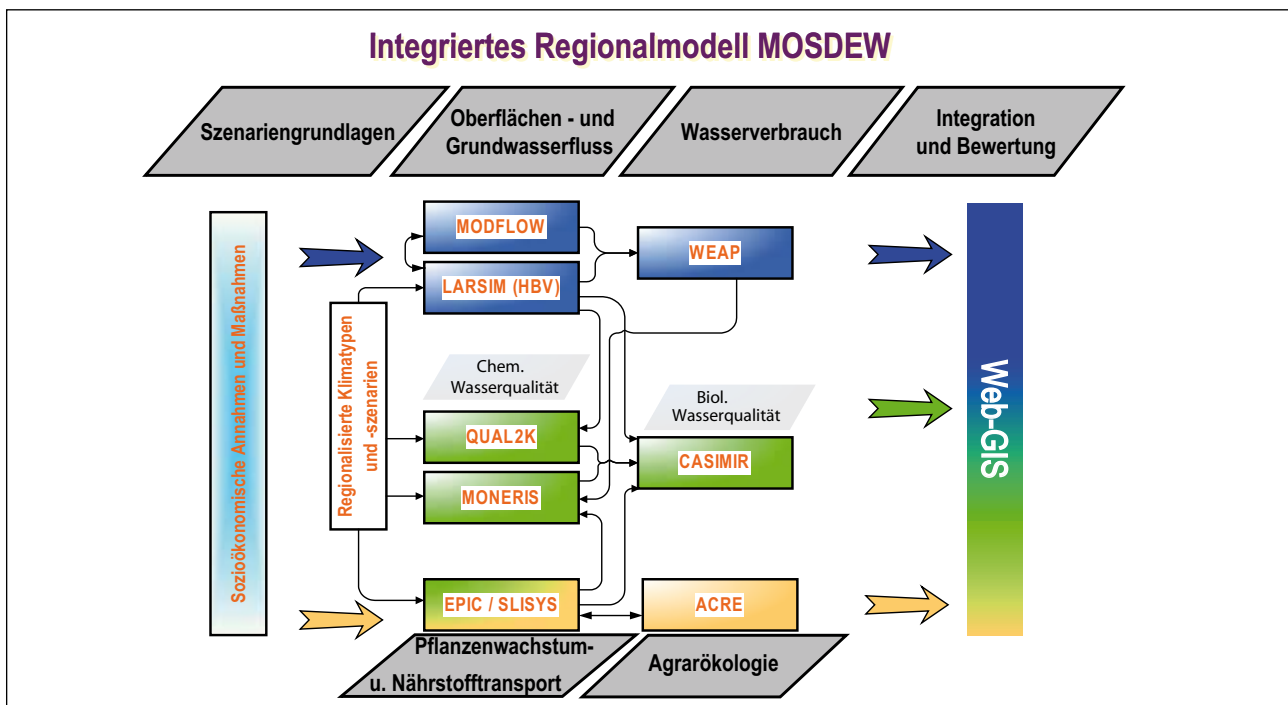 Integriertes Regionalmodell MOSDEW
Szenariengrundlagen
Oberflächen - und
Grundwasserfluss
Wasserverbrauch
Integration
und Bewertung
Sozioökonomische Annahmen und Maßnahmen
Regionalisierte Klimatypen
und -szenarien
MODFLOW
LARSIM (HBV)
WEAP
Chem.
Wasserqualität
Biol.
Wasserqualität
QUAL2K
CASIMIR
MONERIS
EPIC / SLISYS
ACRE
Web-GIS
Pflanzenwachstum-
u. Nährstofftransport
Agrarökologie